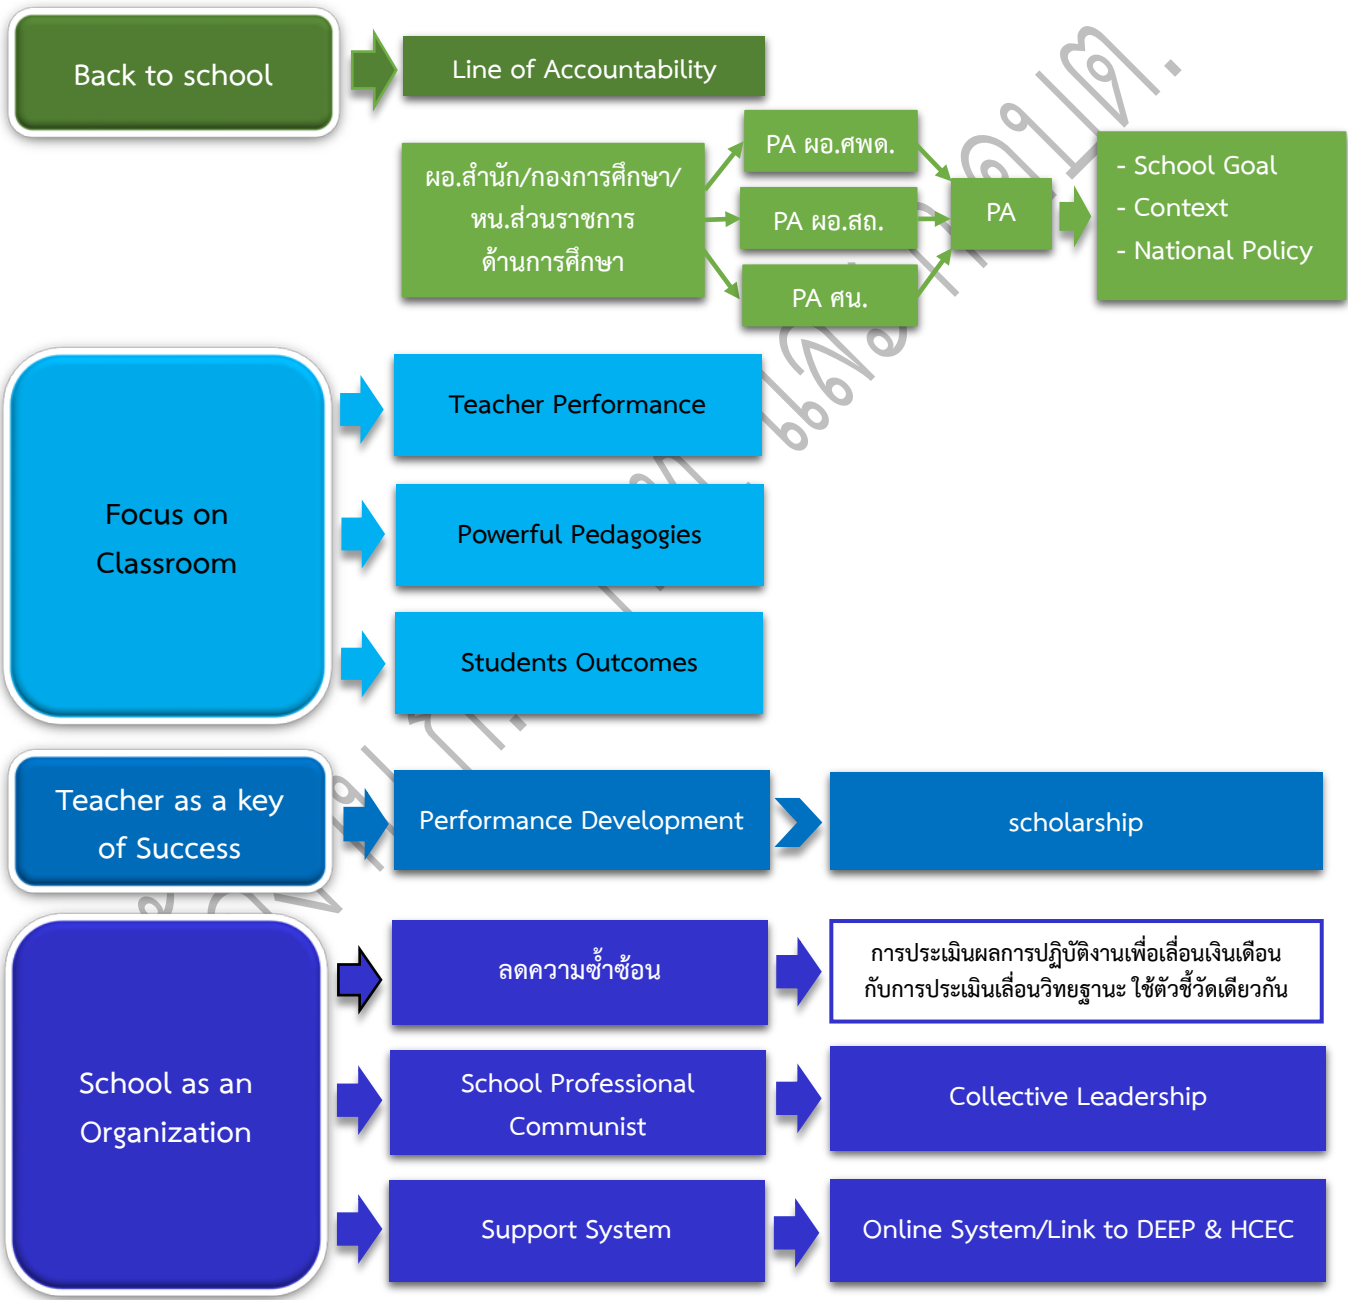 Back to school
Line of Accountability
ผอ.สำนัก/กองการศึกษา/
หน.ส่วนราชการ
ด้านการศึกษา
PA ผอ.ศพด.
PA ผอ.สถ.
PA ศน.
PA
- School Goal
- Context
- National Policy
Focus on
Classroom
Teacher Performance
Powerful Pedagogies
Students Outcomes
Teacher as a key
of Success
Performance Development
scholarship
School as an
Organization
ลดความซ้ำซ้อน
การประเมินผลการปฏิบัติงานเพื่อเลื่อนเงินเดือน
กับการประเมินเลื่อนวิทยฐานะ ใช้ตัวชี้วัดเดียวกัน
School Professional
Communist
Collective Leadership
Support System
Online System/Link to DEEP & HCEC